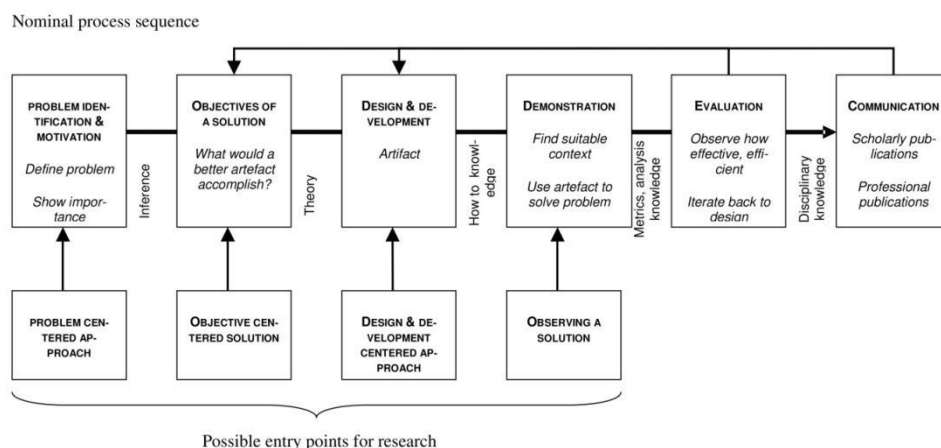 Nominal process sequence
PROBLEM IDEN-
TIFICATION &
MOTIVATION
Define problem
Show impor-
tance
Inference
OBJECTIVES OF
A SOLUTION
What would a
better artefact
accomplish?
Theory
DESIGN & DE-
VELOPMENT
Artifact
How to knowl-
edge
DEMONSTRATION
Find suitable
context
Use artefact to
solve problem
Metrics, analysis
knowledge
EVALUATION
Observe how
effective, effi-
cient
Iterate back to
design
Disciplinary
knowledge
COMMUNICATION
Scholarly pub-
lications
Professional
publications
PROBLEM CEN-
TERED AP-
PROACH
OBJECTIVE CEN-
TERED SOLUTION
DESIGN & DE-
VELOPMENT
CENTERED AP-
PROACH
OBSERVING A
SOLUTION
Possible entry points for research